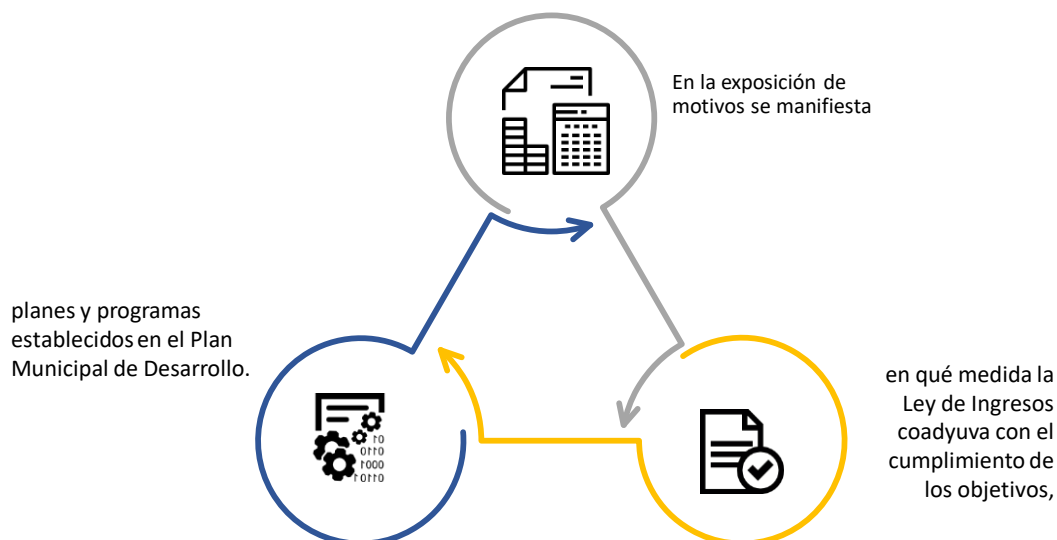 En la exposición de
motivos se manifiesta
en qué medida la
Ley de Ingresos
coadyuva con el
cumplimiento de
los objetivos,
planes y programas
establecidos en el Plan
Municipal de Desarrollo.